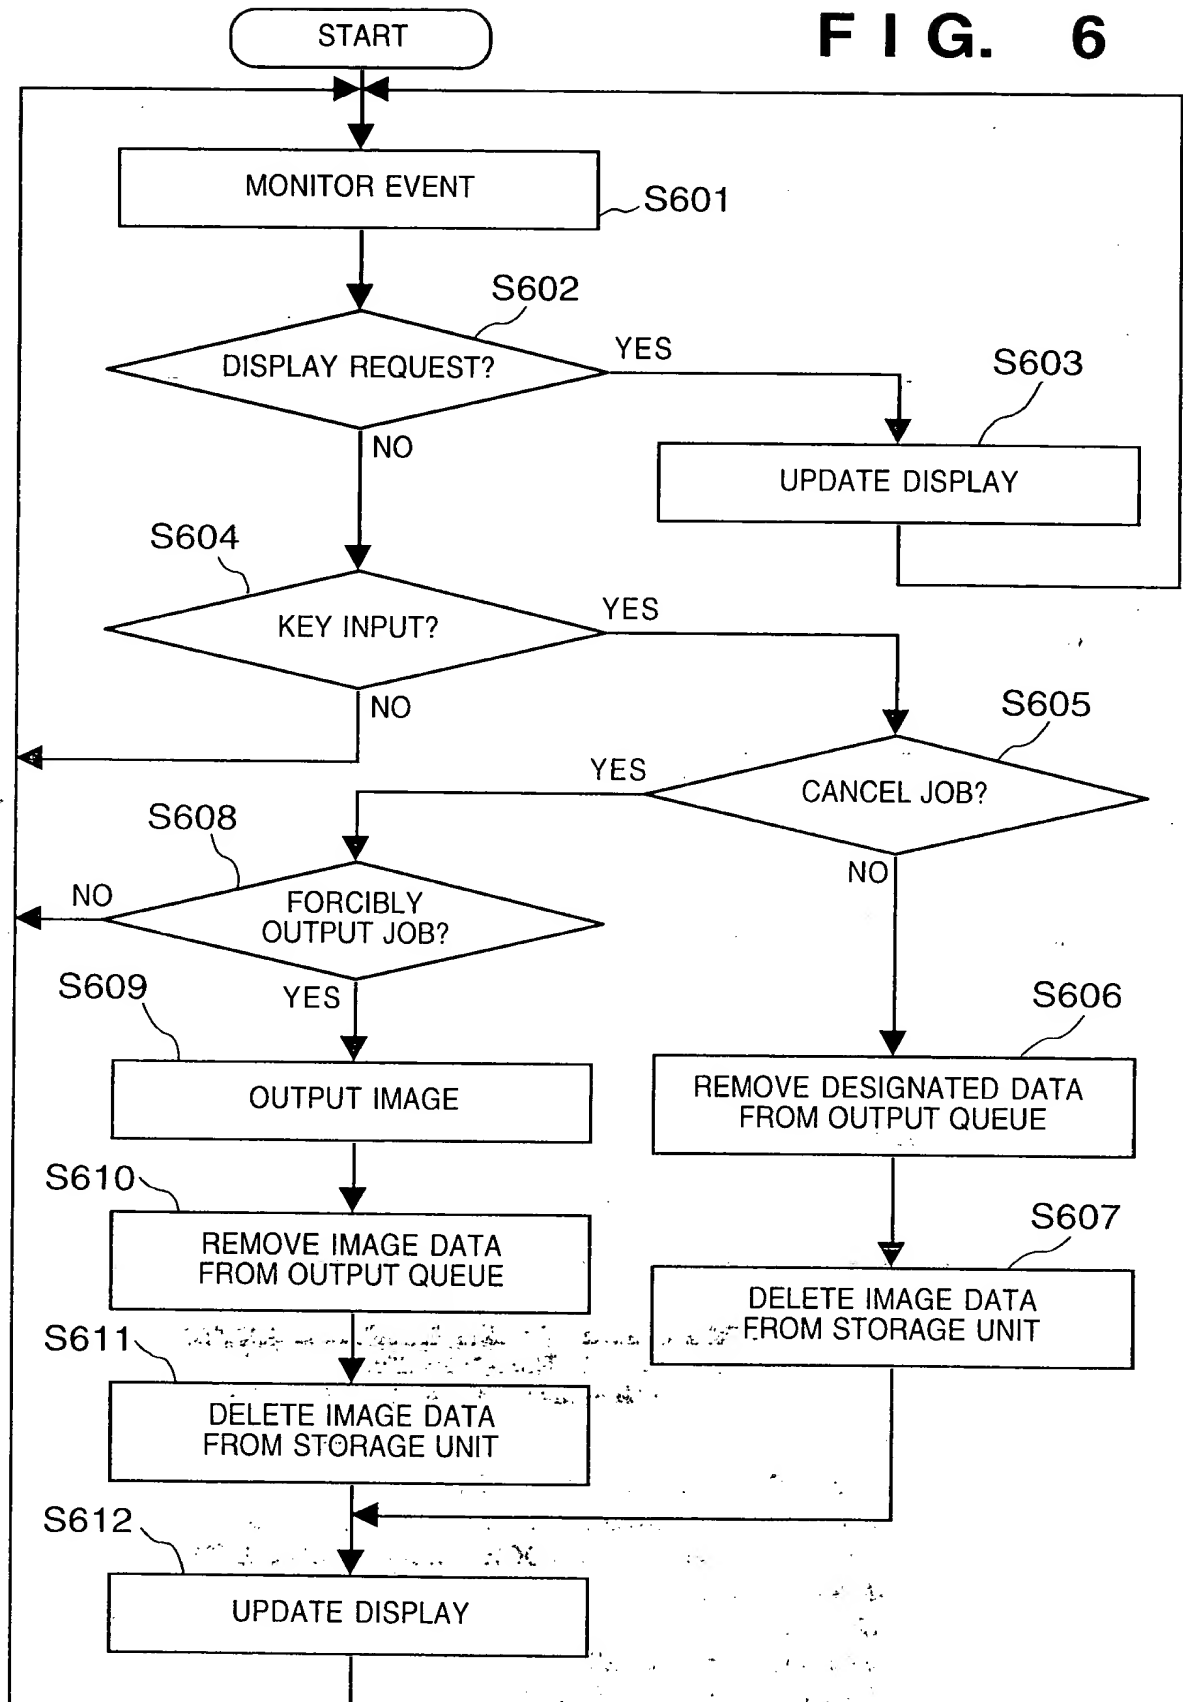 START
FIG. 6
MONITOR EVENT
S601
S602
DISPLAY REQUEST?
YES
NO
S603
UPDATE DISPLAY
S604
KEY INPUT?
YES
NO
S605
CANCEL JOB?
YES
NO
S608
FORCIBLY
OUTPUT JOB?
NO
YES
S609
OUTPUT IMAGE
S606
REMOVE DESIGNATED DATA
FROM OUTPUT QUEUE
S610
REMOVE IMAGE DATA
FROM OUTPUT QUEUE
S607
DELETE IMAGE DATA
FROM STORAGE UNIT
S611
DELETE IMAGE DATA
FROM STORAGE UNIT
S612
UPDATE DISPLAY